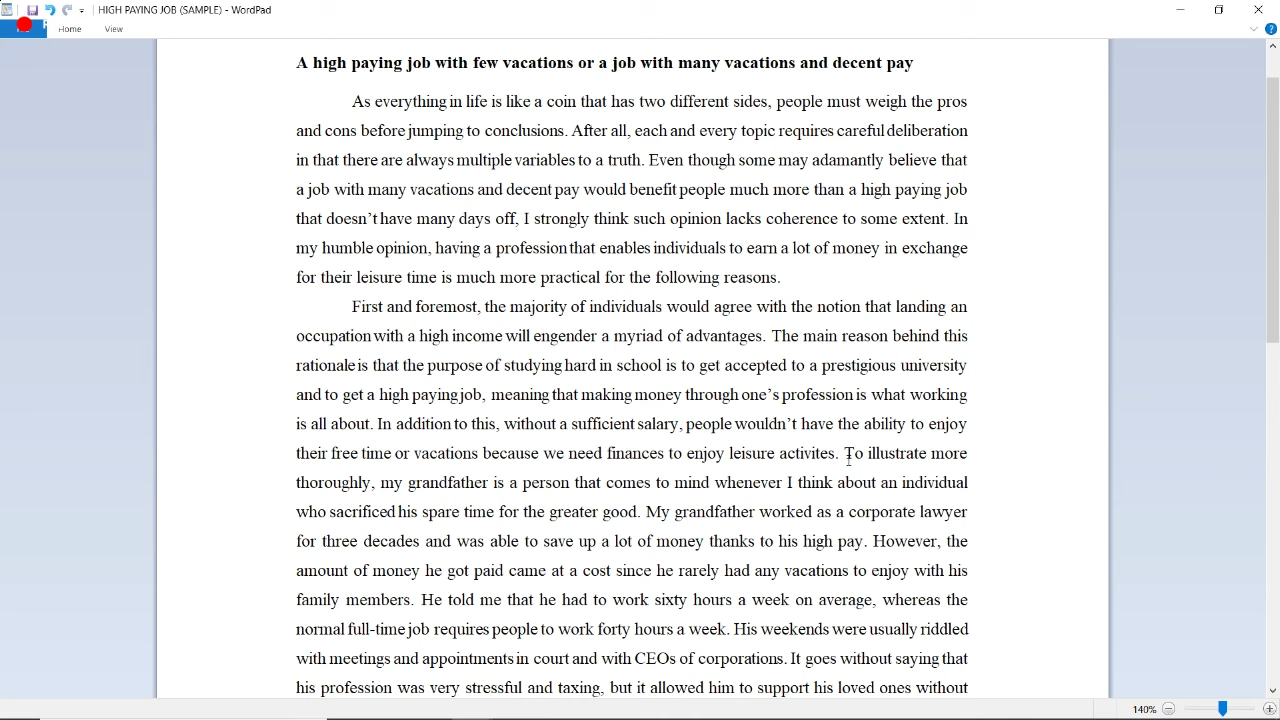 HIGH PAYING JOB (SAMPLE) - WordPad
Home
View
A high paying job with few vacations or a job with many vacations and decent pay
As everything in life is like a coin that has two different sides, people must weigh the pros
and cons before jumping to conclusions. After all, each and every topic requires careful deliberation
in that there are always multiple variables to a truth. Even though some may adamantly believe that
a job with many vacations and decent pay would benefit people much more than a high paying job
that doesn't have many days off, I strongly think such opinion lacks coherence to some extent. In
my humble opinion, having a profession that enables individuals to earn a lot of money in exchange
for their leisure time is much more practical for the following reasons.
First and foremost, the majority of individuals would agree with the notion that landing an
occupation with a high income will engender a myriad of advantages. The main reason behind this
rationale is that the purpose of studying hard in school is to get accepted to a prestigious university
and to get a high paying job, meaning that making money through one's profession is what working
is all about. In addition to this, without a sufficient salary, people wouldn't have the ability to enjoy
their free time or vacations because we need finances to enjoy leisure activites. To illustrate more
thoroughly, my grandfather is a person that comes to mind whenever I think about an individual
who sacrificed his spare time for the greater good. My grandfather worked as a corporate lawyer
for three decades and was able to save up a lot of money thanks to his high pay. However, the
amount of money he got paid came at a cost since he rarely had any vacations to enjoy with his
family members. He told me that he had to work sixty hours a week on average, whereas the
normal full-time job requires people to work forty hours a week. His weekends were usually riddled
with meetings and appointments in court and with CEOs of corporations. It goes without saying that
his profession was very stressful and taxing, but it allowed him to support his loved ones without
140%